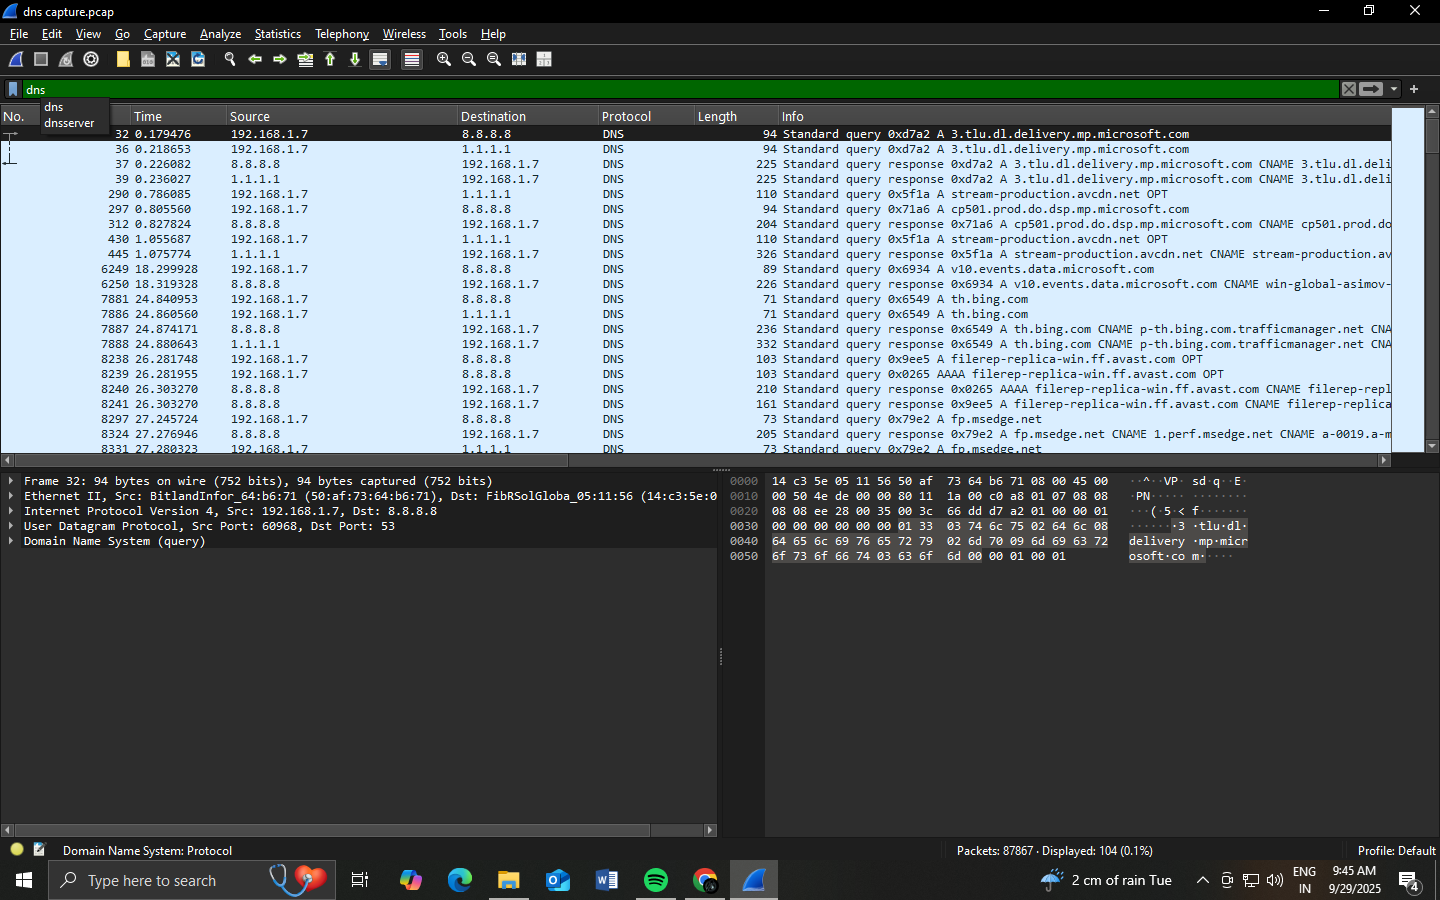 dns capture.pcap
File Edit View Go Capture Analyze Statistics Telephony Wireless Tools Help
dns
dns
dnsserver
No. Time Source Destination Protocol Length Info
32 0.179476 192.168.1.7 8.8.8.8 DNS 94 Standard query 0xd7a2 A 3.tlu.dl.delivery.mp.microsoft.com
36 0.218653 192.168.1.7 1.1.1.1 DNS 94 Standard query 0xd7a2 A 3.tlu.dl.delivery.mp.microsoft.com
37 0.226082 8.8.8.8 192.168.1.7 DNS 225 Standard query response 0xd7a2 A 3.tlu.dl.delivery.mp.microsoft.com CNAME 3.tlu.dl.deli
39 0.236027 1.1.1.1 192.168.1.7 DNS 225 Standard query response 0xd7a2 A 3.tlu.dl.delivery.mp.microsoft.com CNAME 3.tlu.dl.deli
290 0.786085 192.168.1.7 1.1.1.1 DNS 110 Standard query 0x5f1a A stream-production.avcdn.net OPT
297 0.805560 192.168.1.7 8.8.8.8 DNS 94 Standard query 0x71a6 A cp501.prod.do.dsp.mp.microsoft.com
312 0.827824 8.8.8.8 192.168.1.7 DNS 204 Standard query response 0x71a6 A cp501.prod.do.dsp.mp.microsoft.com CNAME cp501.prod.do
430 1.055687 192.168.1.7 1.1.1.1 DNS 110 Standard query 0x5f1a A stream-production.avcdn.net OPT
445 1.075774 1.1.1.1 192.168.1.7 DNS 326 Standard query response 0x5f1a A stream-production.avcdn.net CNAME stream-production.av
6249 18.299928 192.168.1.7 8.8.8.8 DNS 89 Standard query 0x6934 A v10.events.data.microsoft.com
6250 18.319328 8.8.8.8 192.168.1.7 DNS 226 Standard query response 0x6934 A v10.events.data.microsoft.com CNAME win-global-asimov-
7881 24.840953 192.168.1.7 8.8.8.8 DNS 71 Standard query 0x6549 A th.bing.com
7886 24.860560 192.168.1.7 1.1.1.1 DNS 71 Standard query 0x6549 A th.bing.com
7887 24.874171 8.8.8.8 192.168.1.7 DNS 236 Standard query response 0x6549 A th.bing.com CNAME p-th.bing.com.trafficmanager.net CNA
7888 24.880643 1.1.1.1 192.168.1.7 DNS 332 Standard query response 0x6549 A th.bing.com CNAME p-th.bing.com.trafficmanager.net CNA
8238 26.281748 192.168.1.7 8.8.8.8 DNS 103 Standard query 0x9ee5 A filerep-replica-win.ff.avast.com OPT
8239 26.281955 192.168.1.7 8.8.8.8 DNS 103 Standard query 0x0265 AAAA filerep-replica-win.ff.avast.com OPT
8240 26.303270 8.8.8.8 192.168.1.7 DNS 210 Standard query response 0x0265 AAAA filerep-replica-win.ff.avast.com CNAME filerep-repl
8241 26.303270 8.8.8.8 192.168.1.7 DNS 161 Standard query response 0x9ee5 A filerep-replica-win.ff.avast.com CNAME filerep-replica
8297 27.245724 192.168.1.7 8.8.8.8 DNS 73 Standard query 0x79e2 A fp.msedge.net
8324 27.276946 8.8.8.8 192.168.1.7 DNS 205 Standard query response 0x79e2 A fp.msedge.net CNAME 1.perf.msedge.net CNAME a-0019.a-m
8331 27.280323 192.168.1.7 1.1.1.1 DNS 73 Standard query 0x79e2 A fp.msedge.net
Frame 32: 94 bytes on wire (752 bits), 94 bytes captured (752 bits)
Ethernet II, Src: BitlandInfor_64:b6:71 (50:af:73:64:b6:71), Dst: FibRSolGloba_05:11:56 (14:c3:5e:0
Internet Protocol Version 4, Src: 192.168.1.7, Dst: 8.8.8.8
User Datagram Protocol, Src Port: 60968, Dst Port: 53
Domain Name System (query)
0000 14 c3 5e 05 11 56 50 af 73 64 b6 71 08 00 45 00 ··^··VP· sd·q··E·
0010 00 50 4e de 00 00 80 11 1a 00 c0 a8 01 07 08 08 ·PN····· ········
0020 08 08 ee 28 00 35 00 3c 66 dd d7 a2 01 00 00 01 ···(·5·< f·······
0030 00 00 00 00 00 00 01 33 03 74 6c 75 02 64 6c 08 ·······3 ·tlu·dl·
0040 64 65 6c 69 76 65 72 79 02 6d 70 09 6d 69 63 72 delivery ·mp·micr
0050 6f 73 6f 66 74 03 63 6f 6d 00 00 01 00 01 osoft·co m·····
Domain Name System: Protocol
Packets: 87867 · Displayed: 104 (0.1%)
Profile: Default
Type here to search
2 cm of rain Tue
ENG
IN
9:45 AM
9/29/2025
4